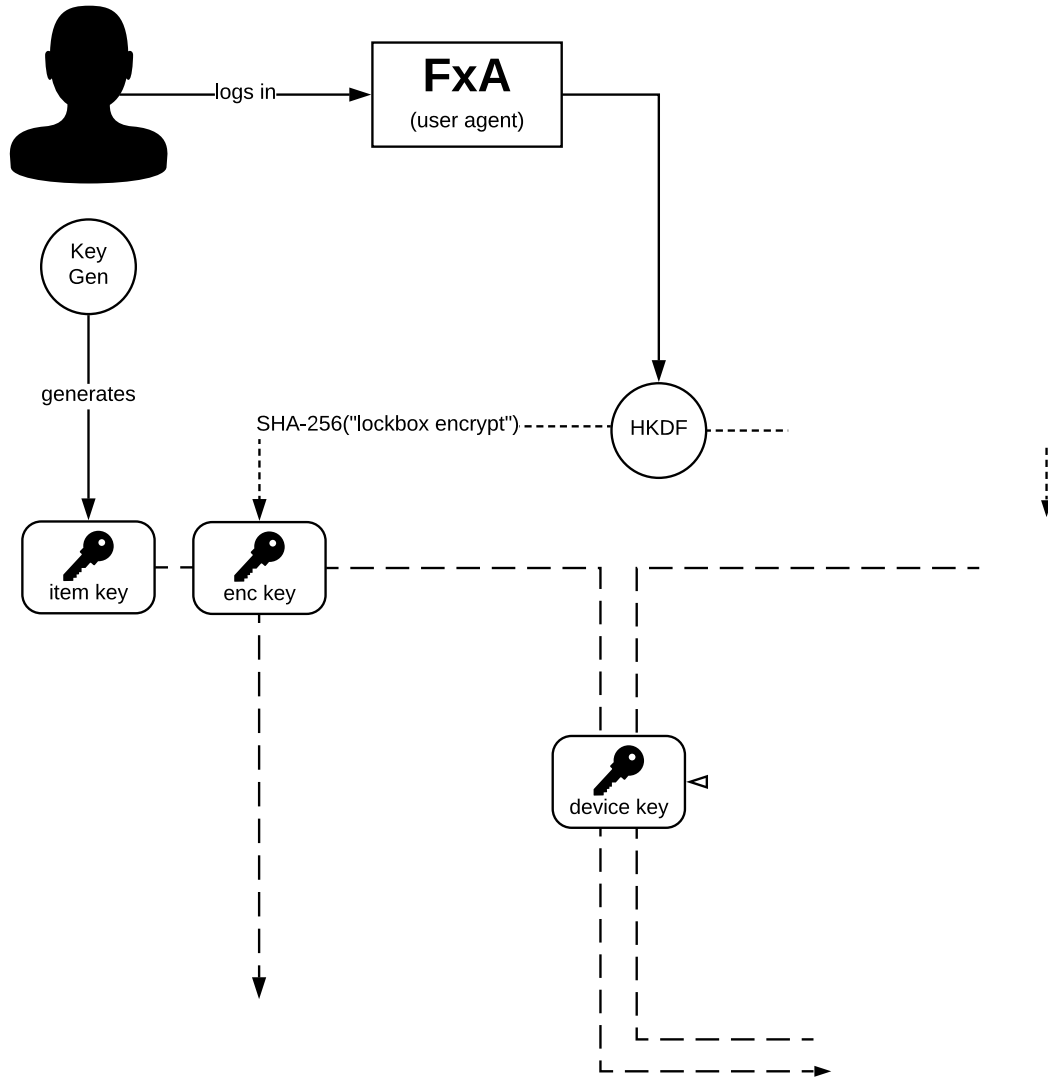 FxA
logs in
(user agent)
Key
Gen
generates
SHA-256("lockbox encrypt")
HKDF
item key
enc key
device key